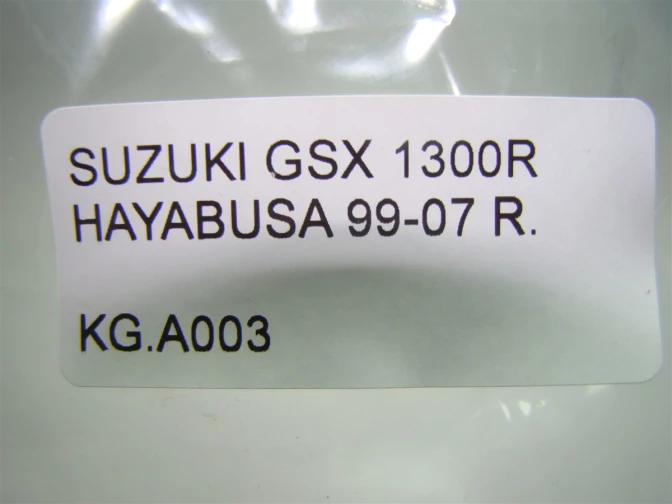 SUZUKI GSX 1300R
HAYABUSA 99-07 R.
KG.A003